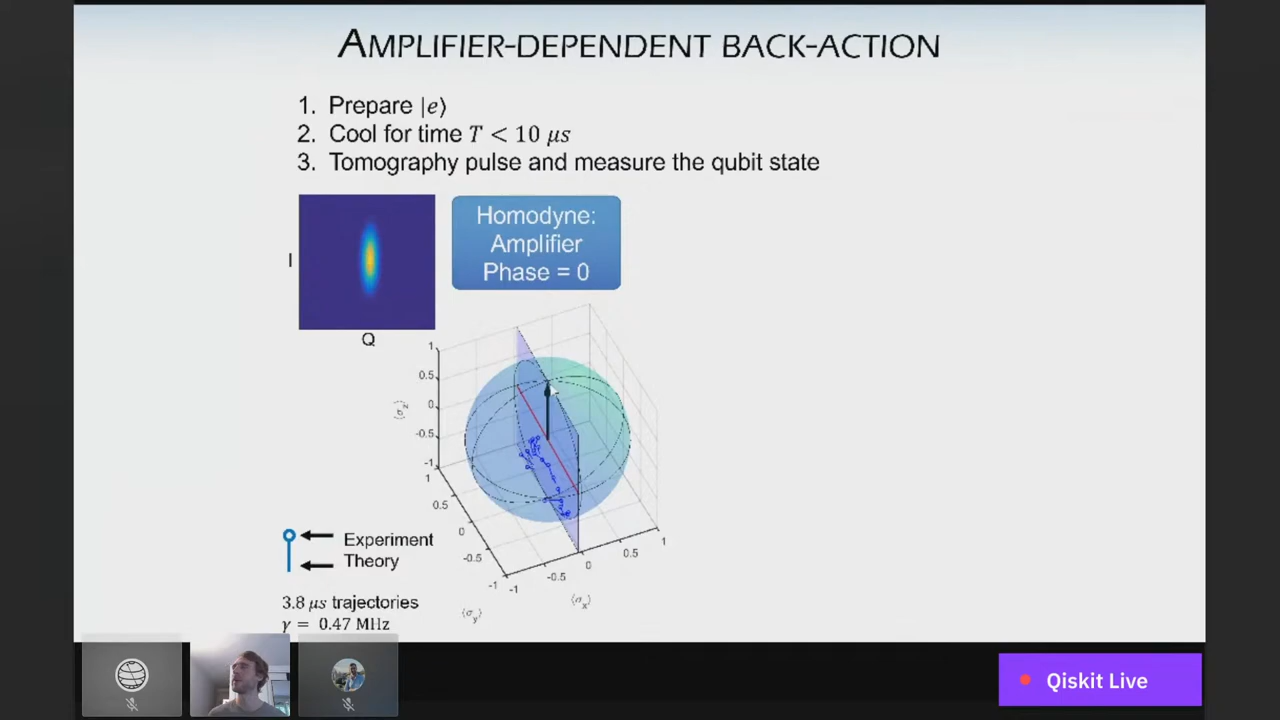 AMPLIFIER-DEPENDENT BACK-ACTION
1. Prepare |e⟩
2. Cool for time T < 10 μs
3. Tomography pulse and measure the qubit state
I
Q
Homodyne:
Amplifier
Phase = 0
1
0.5
0
-0.5
-1
⟨σz⟩
1
0.5
0
-0.5
-1
⟨σy⟩
-1
-0.5
0
0.5
1
⟨σx⟩
Experiment
Theory
3.8 μs trajectories
γ = 0.47 MHz
Qiskit Live